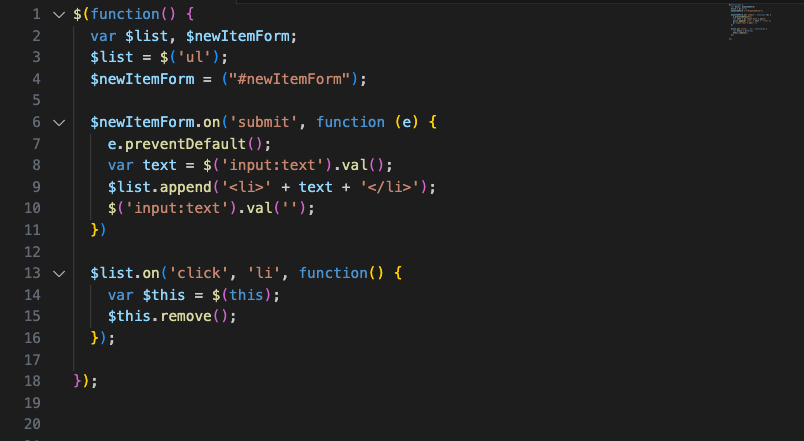 1 $(function() {
2 var $list, $newItemForm;
3 $list = $('ul');
4 $newItemForm = ("#newItemForm");
5
6 $newItemForm.on('submit', function (e) {
7 e.preventDefault();
8 var text = $('input:text').val();
9 $list.append('<li>' + text + '</li>');
10 $('input:text').val('');
11 })
12
13 $list.on('click', 'li', function() {
14 var $this = $(this);
15 $this.remove();
16 });
17
18 });
19
20